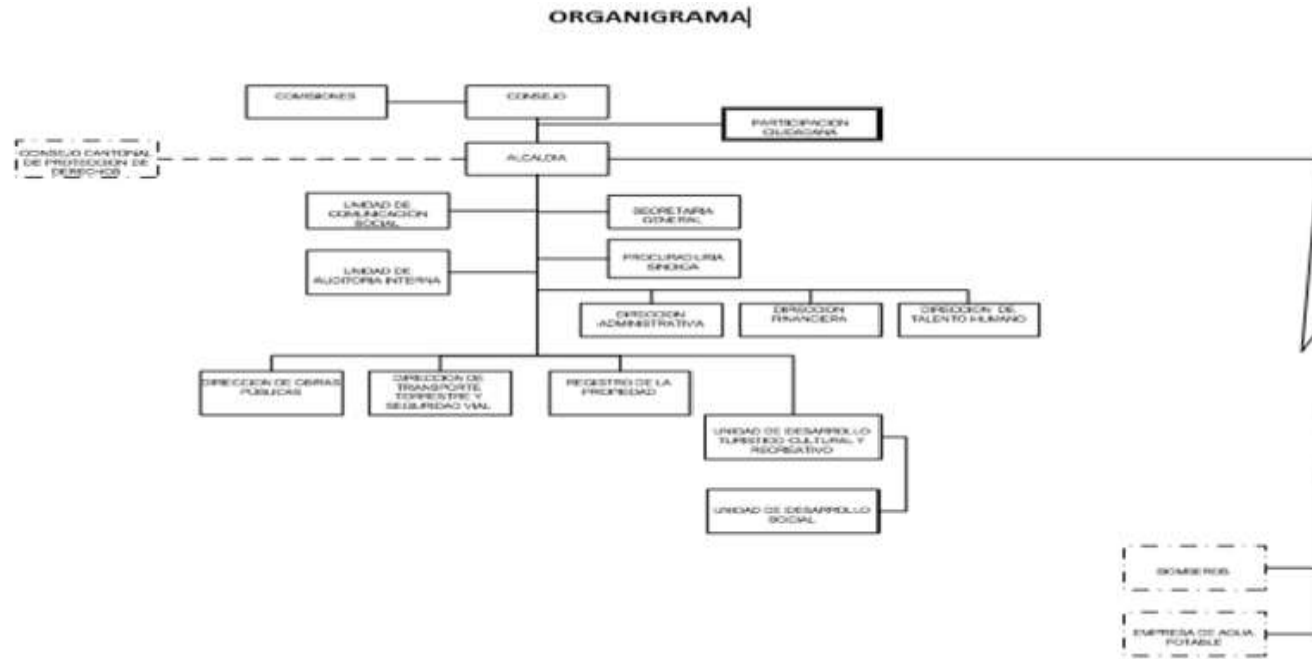 ORGANIGRAMA
COMISIONES
CONSEJO
PARTICIPACION
CIUDADANA
CONSEJO CANTONAL
DE PROTECCION DE
DERECHOS
ALCALDIA
UNIDAD DE
COMUNICACION
SOCIAL
SECRETAIRIA
GENERAL
UNIDAD DE
AUDITORIA INTERNA
PROCURADURIA
SINDICA
DIRECCION
ADMINISTRATIVA
DIRECCION
FINANCIERA
DIRECCION DE
TALENTO HUMANO
DIRECCION DE OBRAS
PÚBLICAS
DIRECCION DE
TRANSPORTE
TERRESTRE Y
SEGURIDAD VIAL
REGISTRO DE LA
PROPIEDAD
UNIDAD DE DESARROLLO
TURISTICO CULTURAL Y
RECREATIVO
UNIDAD DE DESARROLLO
SOCIAL
BOMBEROS
EMPRESA DE AGUA
POTABLE